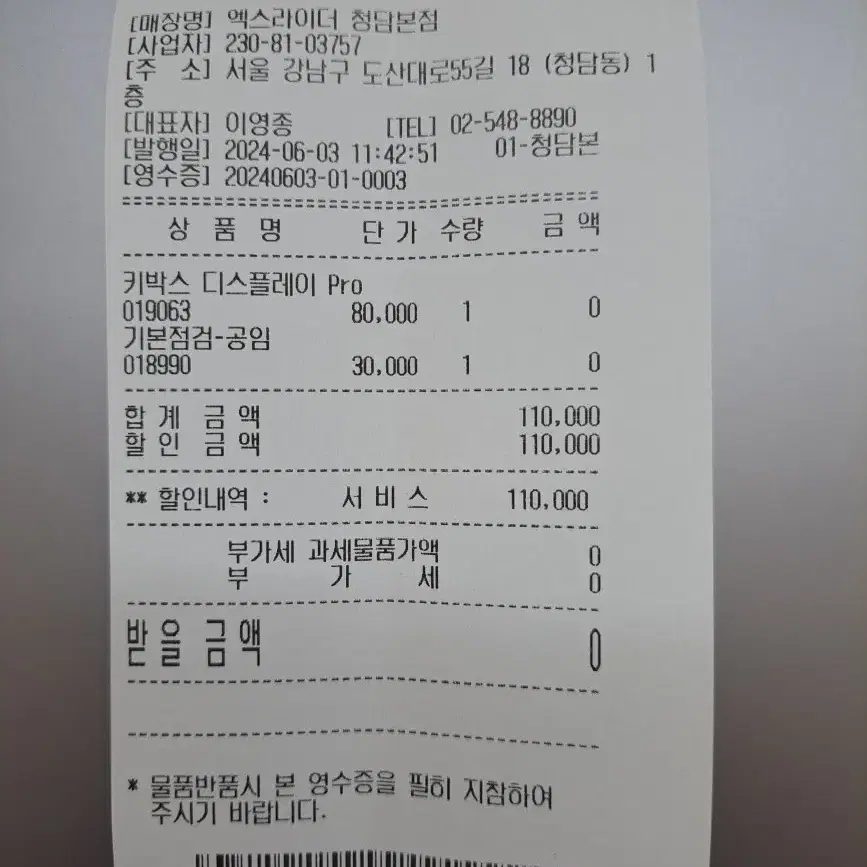 [매장명] 엑스라이더 청담본점
[사업자] 230-81-03757
[주 소] 서울 강남구 도산대로55길 18 (청담동) 1
층
[대표자] 이영종 [TEL] 02-548-8890
[발행일] 2024-06-03 11:42:51 01-청담본
[영수증] 20240603-01-0003
상 품 명 단 가 수량 금 액
키박스 디스플레이 Pro
019063 80,000 1 0
기본점검-공임
018990 30,000 1 0
합 계 금 액 110,000
할 인 금 액 110,000
** 할인내역 : 서 비 스 110,000
부가세 과세물품가액 0
부 가 세 0
받 을 금 액 0
* 물품반품시 본 영수증을 필히 지참하여
주시기 바랍니다.